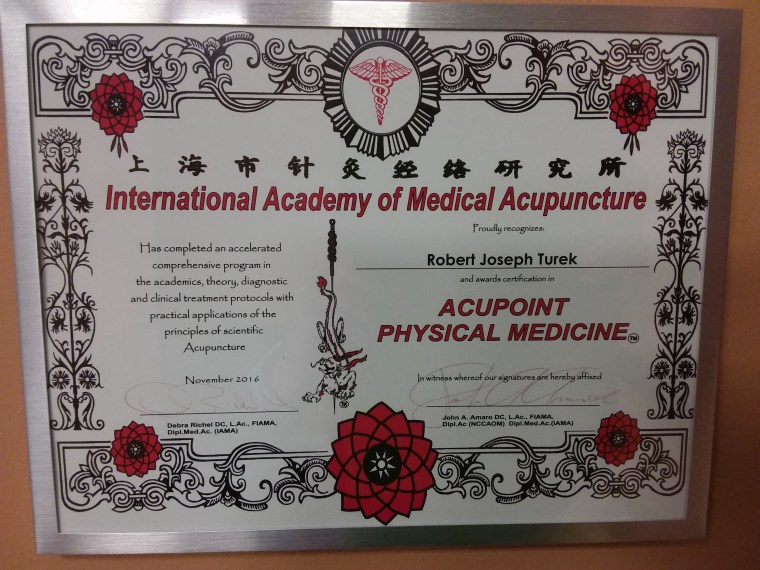 上海市针灸经络研究所
International Academy of Medical Acupuncture
Has completed an accelerated
comprehensive program in
the academics, theory, diagnostic
and clinical treatment protocols with
practical applications of the
principles of scientific
Acupuncture
November 2016
Debra Richel DC, L.Ac., FIAMA,
Dipl.Med.Ac. (IAMA)
Proudly recognizes:
Robert Joseph Turek
and awards certification in
ACUPOINT
PHYSICAL MEDICINE™
In witness whereof our signatures are hereby affixed
John A. Amaro DC, L.Ac., FIAMA,
Dipl.Ac (NCCAOM) Dipl.Med.Ac.(IAMA)
TM